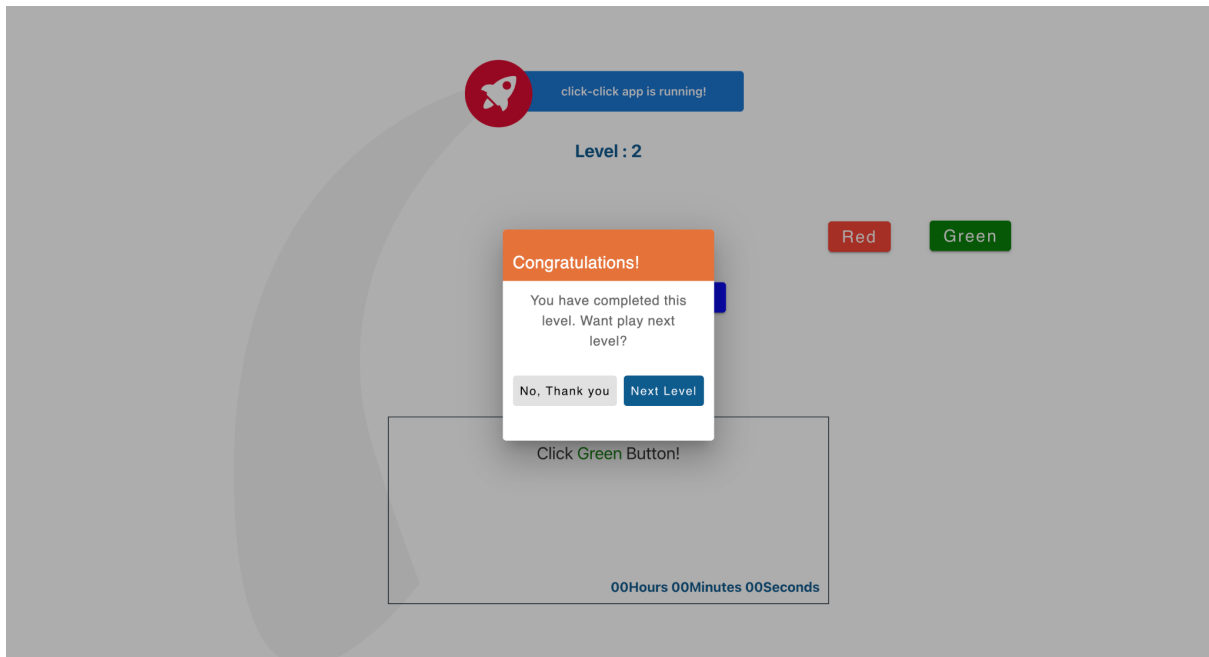 click-click app is running!
Level : 2
Red
Green
Congratulations!
You have completed this
level. Want play next
level?
No, Thank you
Next Level
Click Green Button!
00Hours 00Minutes 00Seconds